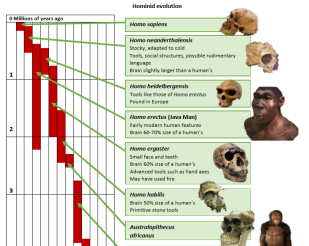 Hominid evolution
0 Millions of years ago
Homo sapiens
Homo neanderthalensis
Stocky, adapted to cold
Tools, social structures, possible rudimentary
language
Brain slightly larger than a human's
1
Homo heidelbergensis
Tools like those of Homo erectus
Found in Europe
Homo erectus (Java Man)
Fairly modern human features
Brain 60-70% size of a human's
2
Homo ergaster
Small face and teeth
Brain 60% size of a human's
Advanced tools such as hand axes
May have used fire
3
Homo habilis
Brain 50% size of a human's
Primitive stone tools
Australopithecus
africanus